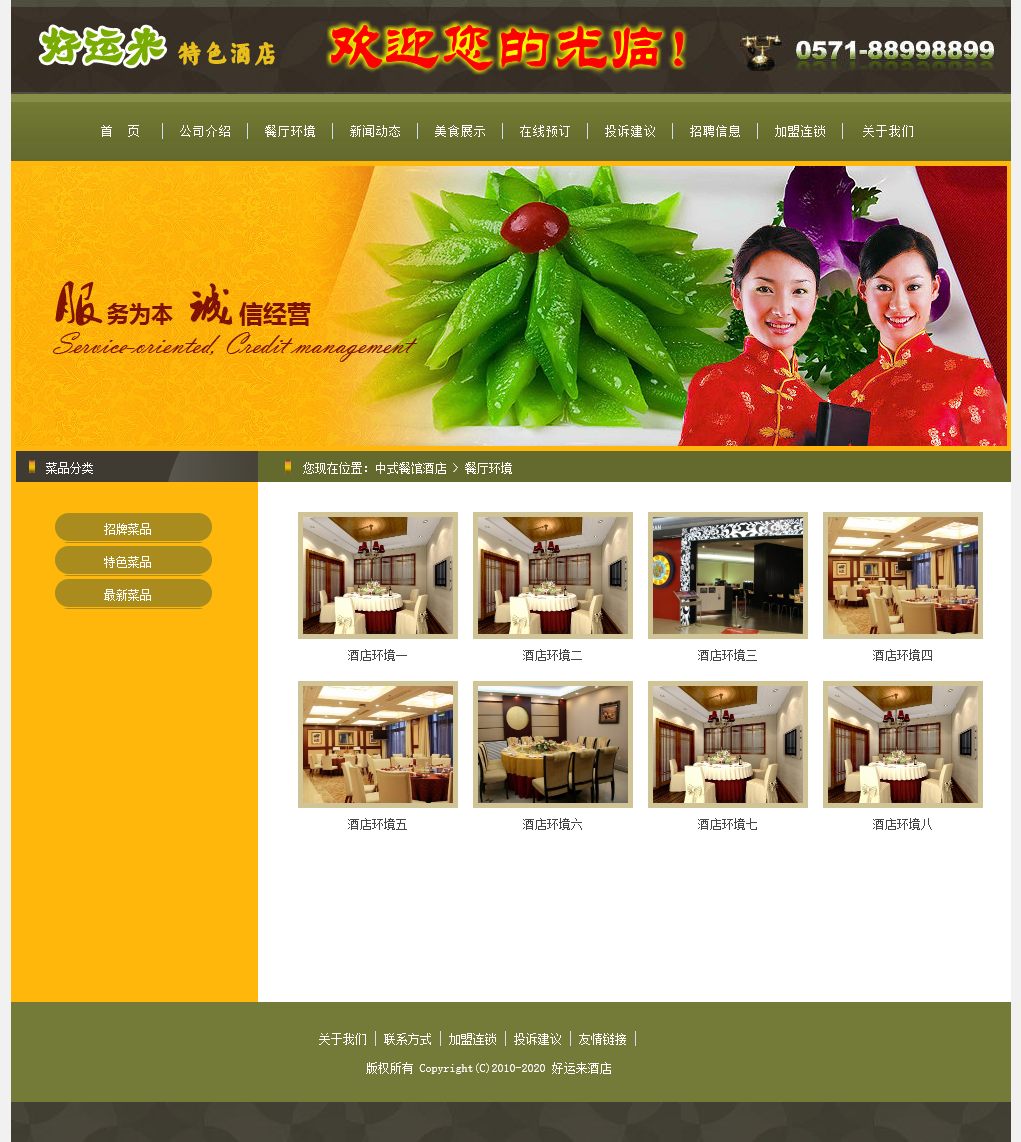 好运来 特色酒店 欢迎您的光临! 0571-88998899
首 页 公司介绍 餐厅环境 新闻动态 美食展示 在线预订 投诉建议 招聘信息 加盟连锁 关于我们
服务为本 诚信经营
Service-oriented, Credit management
菜品分类
招牌菜品
特色菜品
最新菜品
您现在位置：中式餐馆酒店 > 餐厅环境
酒店环境一 酒店环境二 酒店环境三 酒店环境四
酒店环境五 酒店环境六 酒店环境七 酒店环境八
关于我们 联系方式 加盟连锁 投诉建议 友情链接
版权所有 Copyright(C)2010-2020 好运来酒店